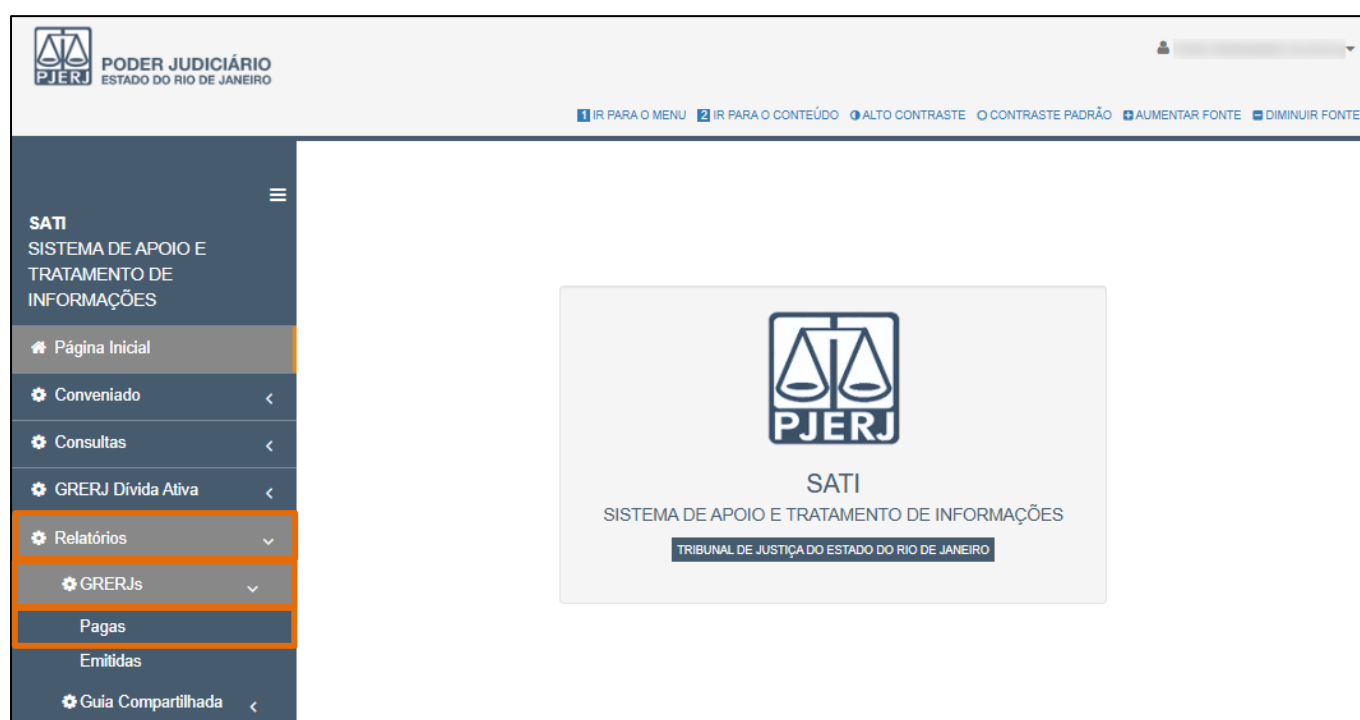 PJERJ
PODER JUDICIÁRIO
ESTADO DO RIO DE JANEIRO
1 IR PARA O MENU 2 IR PARA O CONTEÚDO ALTO CONTRASTE CONTRASTE PADRÃO AUMENTAR FONTE DIMINUIR FONTE
SATI
SISTEMA DE APOIO E
TRATAMENTO DE
INFORMAÇÕES
Página Inicial
Conveniado
Consultas
GRERJ Dívida Ativa
Relatórios
GRERJs
Pagas
Emitidas
Guia Compartilhada
PJERJ
SATI
SISTEMA DE APOIO E TRATAMENTO DE INFORMAÇÕES
TRIBUNAL DE JUSTIÇA DO ESTADO DO RIO DE JANEIRO